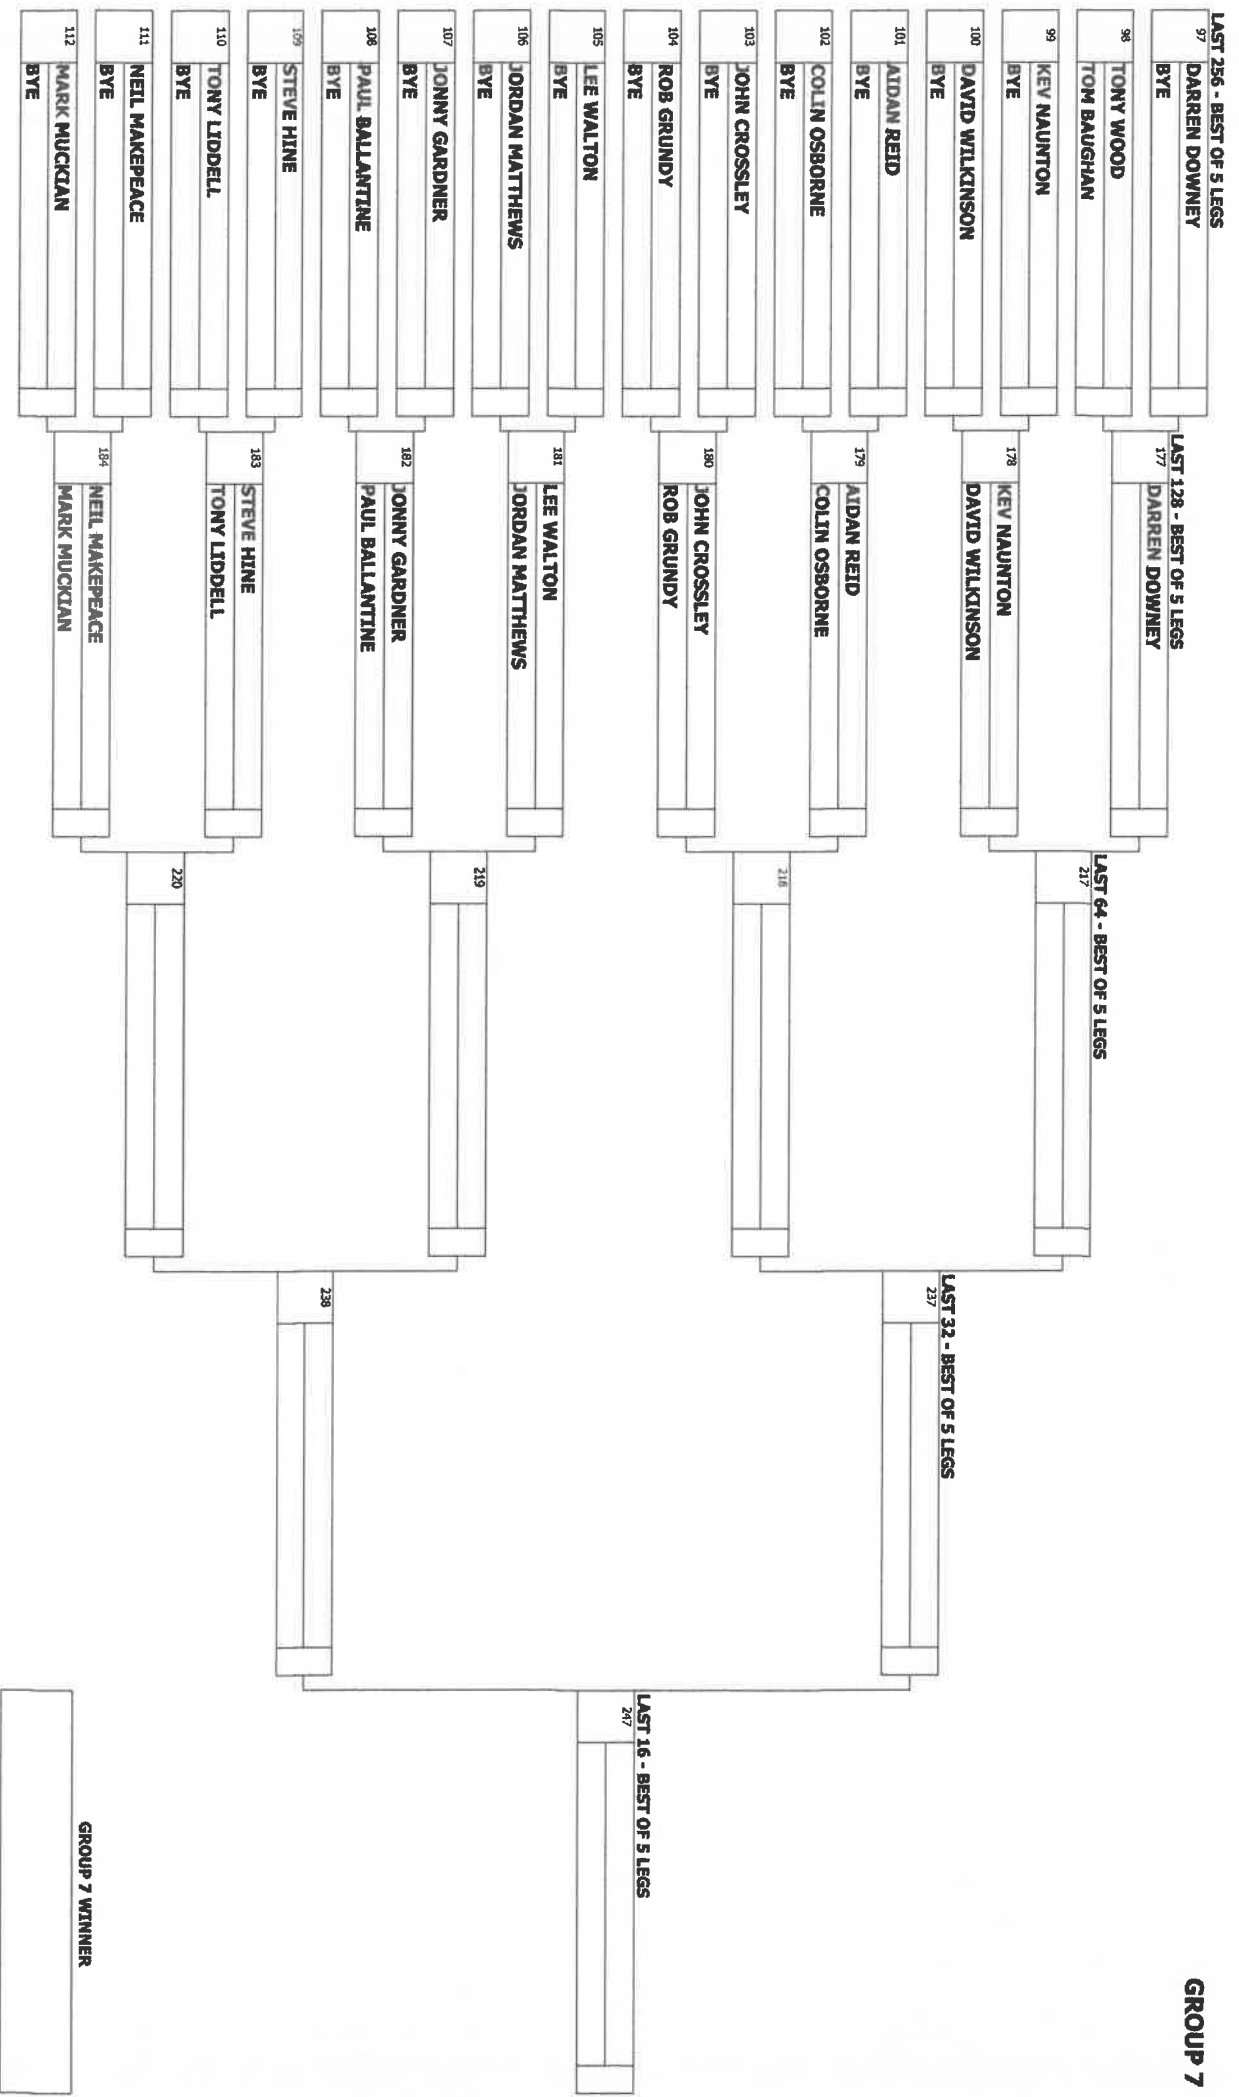 GROUP 7
LAST 256 - BEST OF 5 LEGS
97
DARREN DOWNEY
BYE
98
TONY WOOD
TOM BAUGHAN
99
KEV NAUNTON
BYE
100
DAVID WILKINSON
BYE
101
AIDAN REID
BYE
102
COLIN OSBORNE
BYE
103
JOHN CROSSLEY
BYE
104
ROB GRUNDY
BYE
105
LEE WALTON
BYE
106
JORDAN MATTHEWS
BYE
107
JONNY GARDNER
BYE
108
PAUL BALLANTINE
BYE
109
STEVE HINE
BYE
110
TONY LIDDELL
BYE
111
NEIL MAKEPEACE
BYE
112
MARK MUCKIAN
BYE
LAST 128 - BEST OF 5 LEGS
177
DARREN DOWNEY
178
KEV NAUNTON
DAVID WILKINSON
179
AIDAN REID
COLIN OSBORNE
180
JOHN CROSSLEY
ROB GRUNDY
181
LEE WALTON
JORDAN MATTHEWS
182
JONNY GARDNER
PAUL BALLANTINE
183
STEVE HINE
TONY LIDDELL
184
NEIL MAKEPEACE
MARK MUCKIAN
LAST 64 - BEST OF 5 LEGS
217
218
219
220
LAST 32 - BEST OF 5 LEGS
237
238
LAST 16 - BEST OF 5 LEGS
247
GROUP 7 WINNER